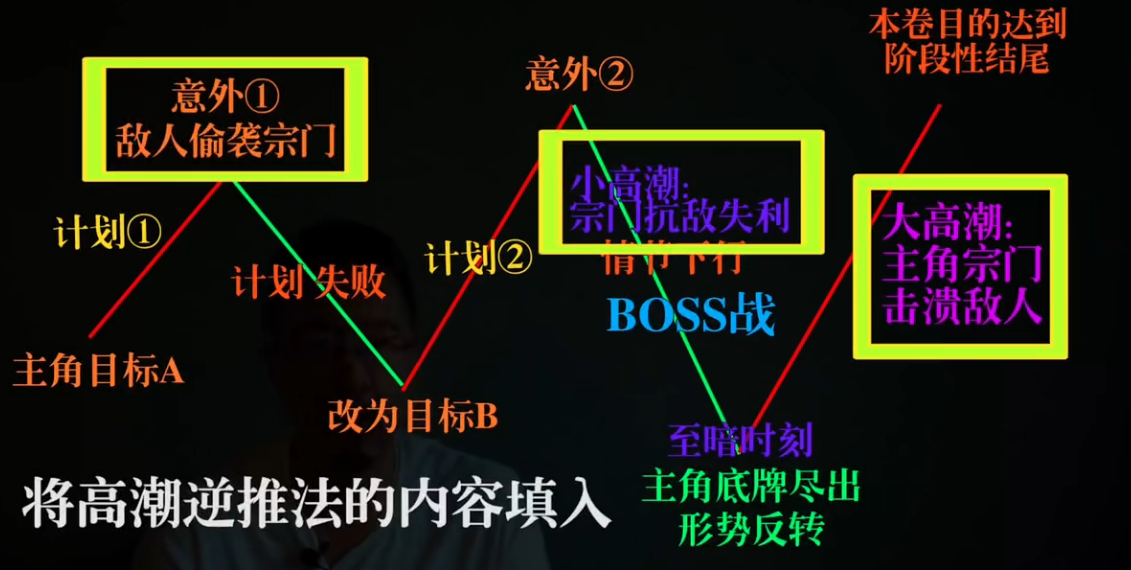 本卷目的达到
阶段性结尾
意外①
敌人偷袭宗门
意外②
小高潮:
宗门抗敌失利
计划①
计划 失败
计划②
情节下行
BOSS战
大高潮:
主角宗门
击溃敌人
主角目标A
改为目标B
至暗时刻
主角底牌尽出
形势反转
将高潮逆推法的内容填入